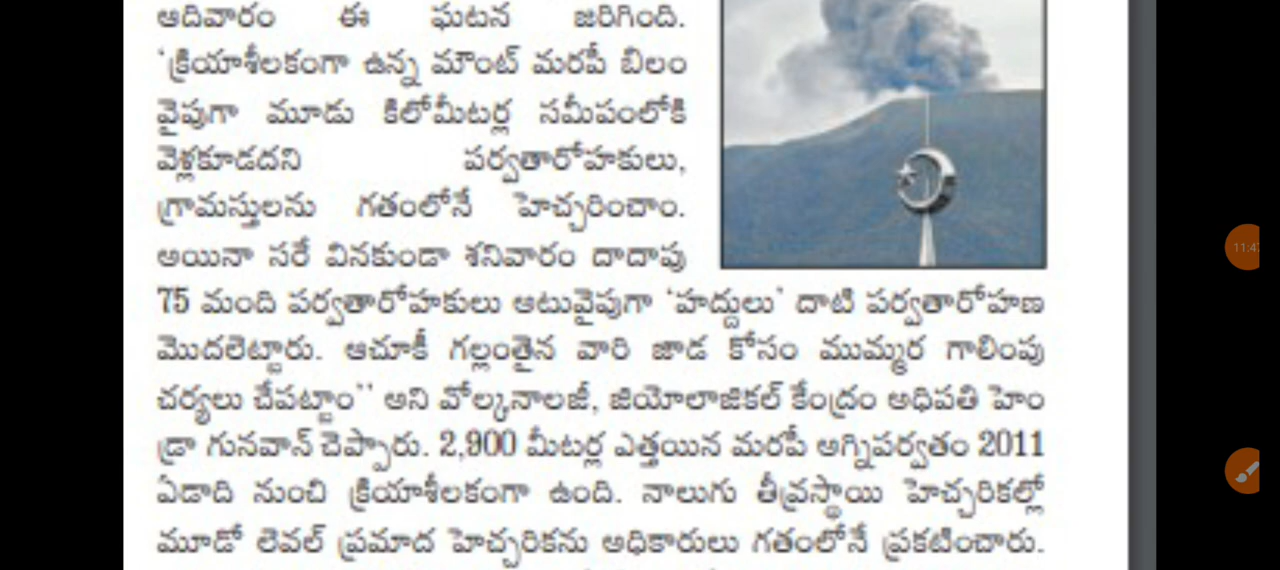 ఆదివారం ఈ ఘటన జరిగింది.
‘క్రియాశీలకంగా ఉన్న మౌంట్ మరపీ బిలం
వైపుగా మూడు కిలోమీటర్ల సమీపంలోకి
వెళ్లకూడదని పర్వతారోహకులు,
గ్రామస్తులను గతంలోనే హెచ్చరించాం.
అయినా సరే వినకుండా శనివారం దాదాపు
75 మంది పర్వతారోహకులు ఆటువైపుగా ‘హద్దులు’ దాటి పర్వతారోహణ
మొదలెట్టారు. ఆచూకీ గల్లంతైన వారి జాడ కోసం ముమ్మర గాలింపు
చర్యలు చేపట్టాం’’ అని వోల్కనాలజీ, జియోలాజికల్ కేంద్రం అధిపతి హెం
డ్రా గునవాన్ చెప్పారు. 2,900 మీటర్ల ఎత్తయిన మరపీ అగ్నిపర్వతం 2011
ఏడాది నుంచి క్రియాశీలకంగా ఉంది. నాలుగు తీవ్రస్థాయి హెచ్చరికల్లో
మూడో లెవల్ ప్రమాద హెచ్చరికను అధికారులు గతంలోనే ప్రకటించారు.